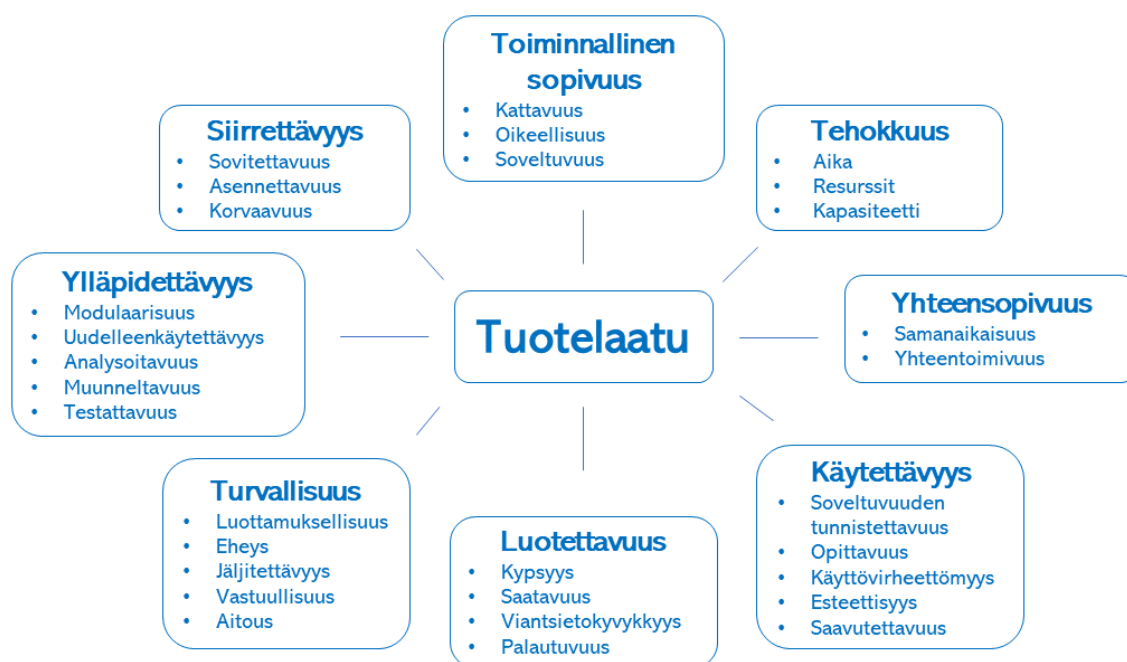 Toiminnallinen
sopivuus
• Kattavuus
• Oikeellisuus
• Soveltuvuus
Siirrettävyys
• Sovitettavuus
• Asennettavuus
• Korvaavuus
Tehokkuus
• Aika
• Resurssit
• Kapasiteetti
Ylläpidettävyys
• Modulaarisuus
• Uudelleenkäytettävyys
• Analysoitavuus
• Muunneltavuus
• Testattavuus
Tuotelaatu
Yhteensopivuus
• Samanaikaisuus
• Yhteentoimivuus
Turvallisuus
• Luottamuksellisuus
• Eheys
• Jäljitettävyys
• Vastuullisuus
• Aitous
Luotettavuus
• Kypsyys
• Saatavuus
• Viantsietokyvykkyys
• Palautuvuus
Käytettävyys
• Soveltuvuuden
tunnistettavuus
• Opittavuus
• Käyttövirheettömyys
• Esteettisyys
• Saavutettavuus